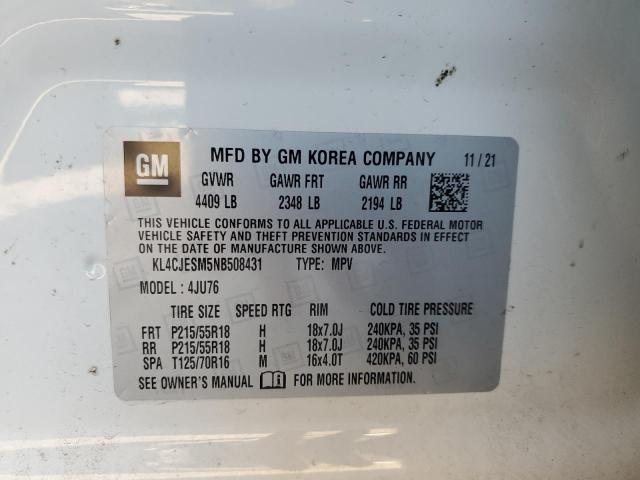 GM MFD BY GM KOREA COMPANY 11 / 21
GVWR GAWR FRT GAWR RR
4409 LB 2348 LB 2194 LB
THIS VEHICLE CONFORMS TO ALL APPLICABLE U.S. FEDERAL MOTOR
VEHICLE SAFETY AND THEFT PREVENTION STANDARDS IN EFFECT
ON THE DATE OF MANUFACTURE SHOWN ABOVE.
KL4CJESM5NB508431 TYPE: MPV
MODEL : 4JU76
TIRE SIZE SPEED RTG RIM COLD TIRE PRESSURE
FRT P215/55R18 H 18x7.0J 240KPA, 35 PSI
RR P215/55R18 H 18x7.0J 240KPA, 35 PSI
SPA T125/70R16 M 16x4.0T 420KPA, 60 PSI
SEE OWNER'S MANUAL FOR MORE INFORMATION.